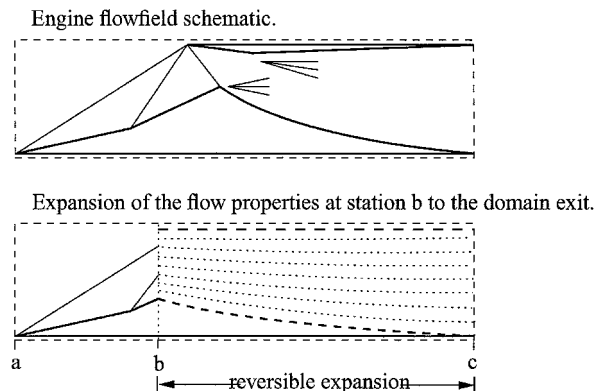 Engine flowfield schematic.
Expansion of the flow properties at station b to the domain exit.
a b c
reversible expansion